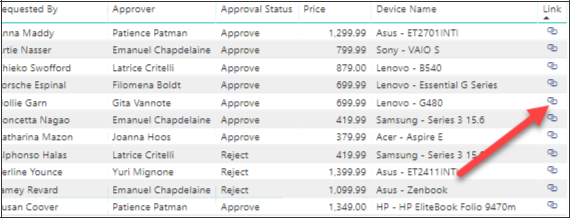 equested By Approver Approval Status Price Device Name Link
nna Maddy Patience Patman Approve 1,299.99 Asus - ET2701INTI
rtie Nasser Emanuel Chapdelaine Approve 799.99 Sony - VAIO S
hieko Swofford Latrice Critelli Approve 879.00 Lenovo - B540
orsche Espinal Filomena Boldt Approve 699.99 Lenovo - Essential G Series
ollie Garn Gita Vannote Approve 699.99 Lenovo - G480
oncetta Nagao Emanuel Chapdelaine Approve 419.99 Samsung - Series 3 15.6
atharina Mazon Joanna Hoos Approve 379.99 Acer - Aspire E
lphonso Halas Latrice Critelli Reject 419.99 Samsung - Series 3 15.6
erline Younce Yuri Mignone Reject 1,399.99 Asus - ET2411INTI
amey Revard Emanuel Chapdelaine Reject 1,099.99 Asus - Zenbook
usan Coover Patience Patman Approve 1,349.00 HP - HP EliteBook Folio 9470m